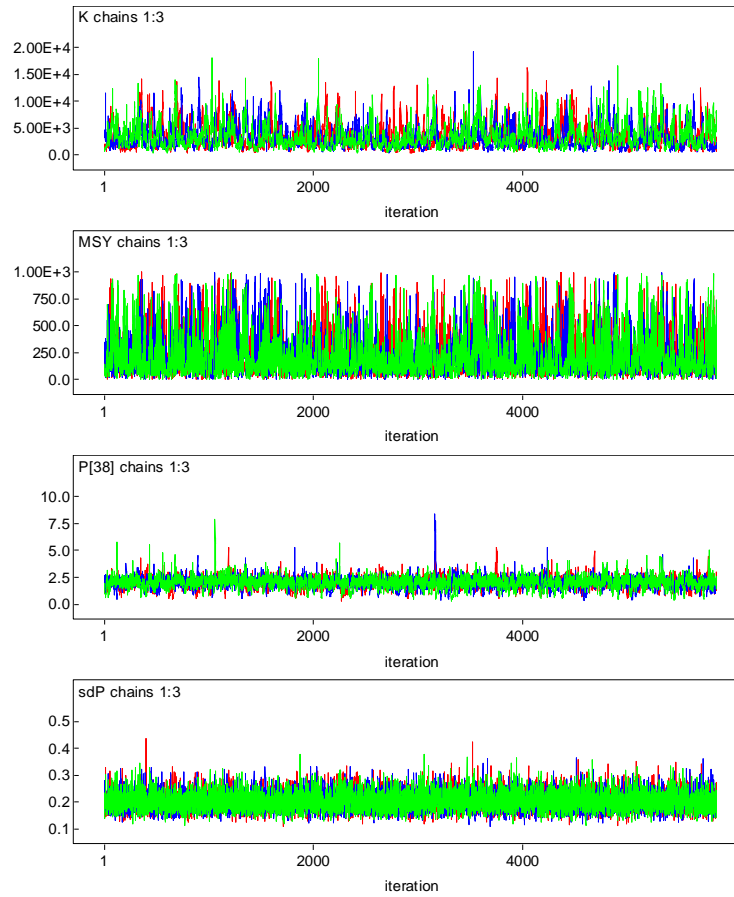 K chains 1:3
2.00E+4
1.50E+4
1.00E+4
5.00E+3
0.0
1 2000 4000
iteration
MSY chains 1:3
1.00E+3
750.0
500.0
250.0
0.0
1 2000 4000
iteration
P[38] chains 1:3
10.0
7.5
5.0
2.5
0.0
1 2000 4000
iteration
sdP chains 1:3
0.5
0.4
0.3
0.2
0.1
1 2000 4000
iteration